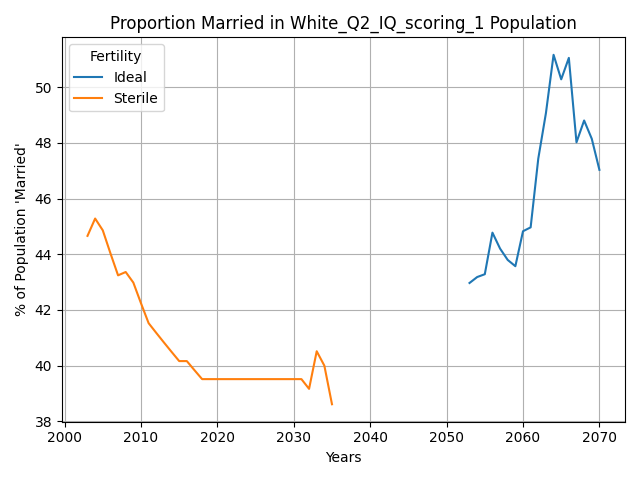 Proportion Married in White_Q2_IQ_scoring_1 Population
Fertility
Ideal
Sterile
% of Population 'Married'
50
48
46
44
42
40
38
2000 2010 2020 2030 2040 2050 2060 2070
Years